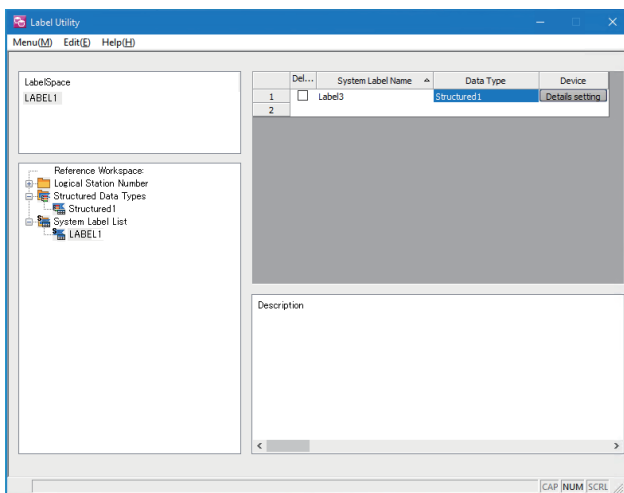 Label Utility
Menu(M) Edit(E) Help(H)
LabelSpace
LABEL1
Reference Workspace:
Logical Station Number
Structured Data Types
Structured1
System Label List
LABEL1
Del... System Label Name Data Type Device
1 Label3 Structured1 Details setting
2
Description
CAP NUM SCRL